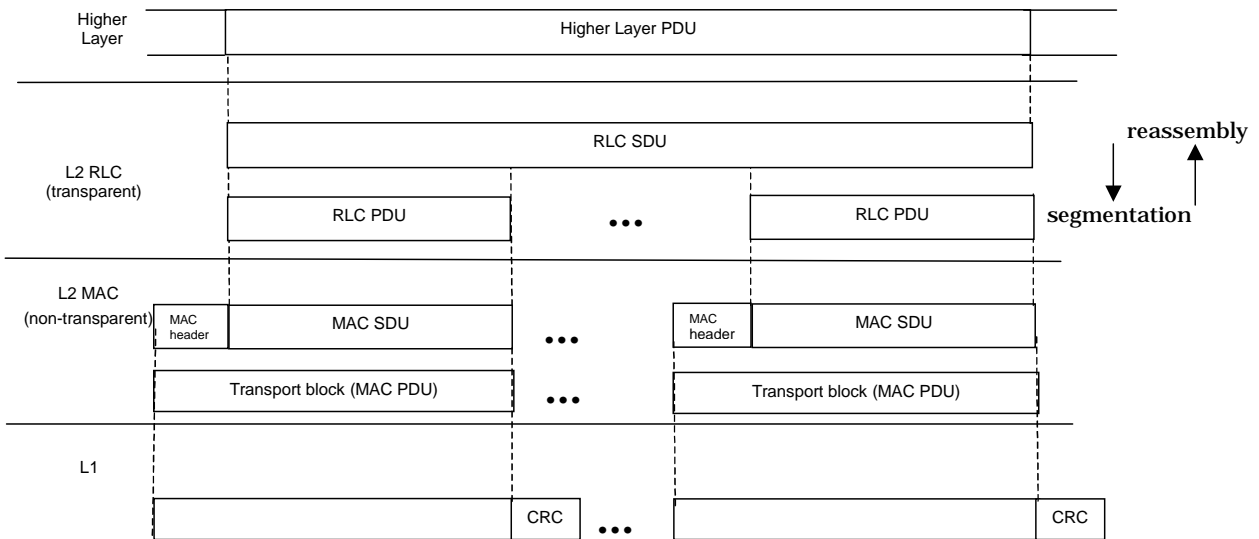 Higher
Layer
Higher Layer PDU
RLC SDU
reassembly
L2 RLC
(transparent)
RLC PDU
•••
RLC PDU
segmentation
L2 MAC
(non-transparent)
MAC
header
MAC SDU
•••
MAC
header
MAC SDU
Transport block (MAC PDU)
•••
Transport block (MAC PDU)
L1
CRC
•••
CRC